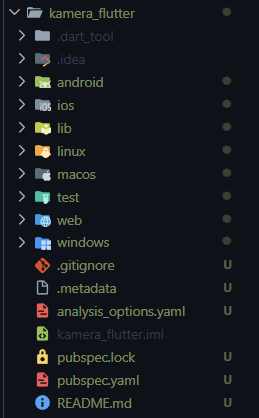 kamera_flutter
.dart_tool
.idea
android
ios
lib
linux
macos
test
web
windows
.gitignore U
.metadata U
analysis_options.yaml U
kamera_flutter.iml
pubspec.lock U
pubspec.yaml U
README.md U